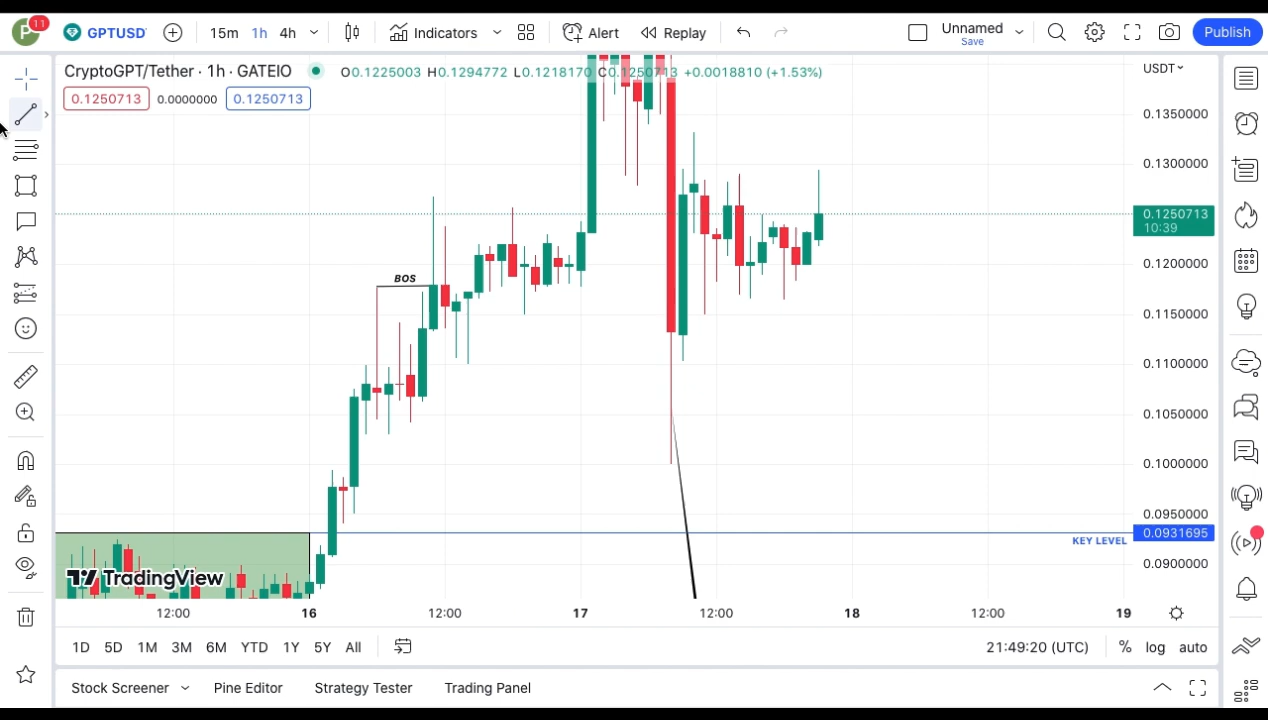 P 11 GPTUSD 15m 1h 4h Indicators Alert Replay Unnamed Save Publish
CryptoGPT/Tether · 1h · GATEIO O0.1225003 H0.1294772 L0.1218170 C0.1250713 +0.0018810 (+1.53%) USDT
0.1250713 0.0000000 0.1250713
0.1350000
0.1300000
0.1250713
10:39
0.1200000
BOS
0.1150000
0.1100000
0.1050000
0.1000000
0.0950000
0.0931695
KEY LEVEL
0.0900000
TradingView
12:00 16 12:00 17 12:00 18 12:00 19
1D 5D 1M 3M 6M YTD 1Y 5Y All 21:49:20 (UTC) % log auto
Stock Screener Pine Editor Strategy Tester Trading Panel